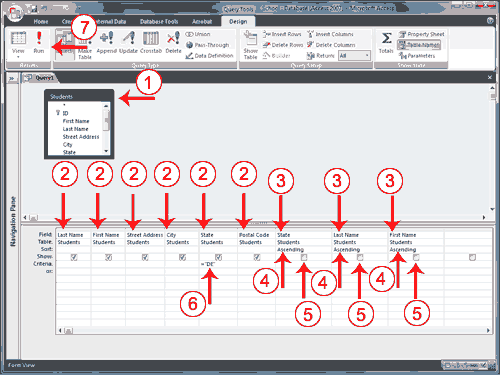 Query Tools
Database (Access 2007) - Microsoft Access
Home
External Data
Database Tools
Acrobat
Design
View
Run
Make
Table
Append
Update
Crosstab
Delete
Union
Pass-Through
Data Definition
Show
Table
Insert Rows
Delete Rows
Builder
Insert Columns
Delete Columns
Return:
All
Totals
Property Sheet
Table Names
Parameters
Results
Query Type
Query Setup
Show/Hide
7
Query1
1
Students
*
ID
First Name
Last Name
Street Address
City
State
2 2 2 2 2 2 3 3 3
Navigation Pane
Field: Last Name First Name Street Address City State Postal Code State Last Name First Name
Table: Students Students Students Students Students Students Students Students Students
Sort: Ascending Ascending Ascending
Show:
Criteria: ="DE"
or:
4 4 4
6 5 5 5
Form View